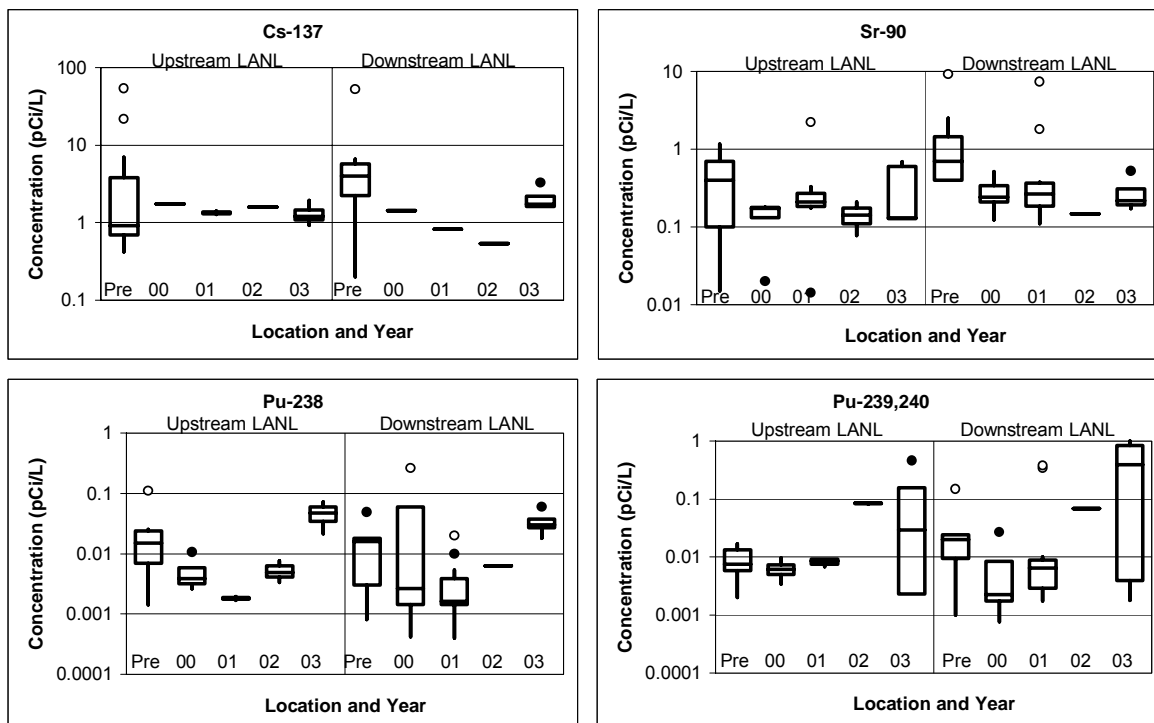 Cs-137
Upstream LANL Downstream LANL
Concentration (pCi/L)
100
10
1
0.1
Pre 00 01 02 03 Pre 00 01 02 03
Location and Year
Sr-90
Upstream LANL Downstream LANL
Concentration (pCi/L)
10
1
0.1
0.01
Pre 00 01 02 03 Pre 00 01 02 03
Location and Year
Pu-238
Upstream LANL Downstream LANL
Concentration (pCi/L)
1
0.1
0.01
0.001
0.0001
Pre 00 01 02 03 Pre 00 01 02 03
Location and Year
Pu-239,240
Upstream LANL Downstream LANL
Concentration (pCi/L)
1
0.1
0.01
0.001
0.0001
Pre 00 01 02 03 Pre 00 01 02 03
Location and Year